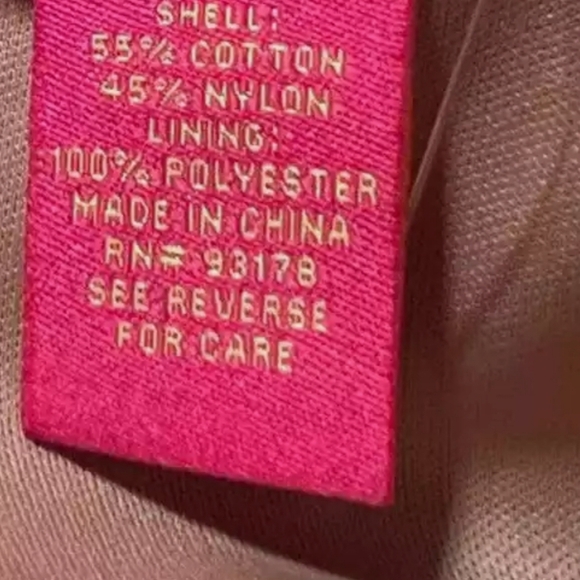 SHELL:
55% COTTON
45% NYLON
LINING:
100% POLYESTER
MADE IN CHINA
RN# 93178
SEE REVERSE
FOR CARE